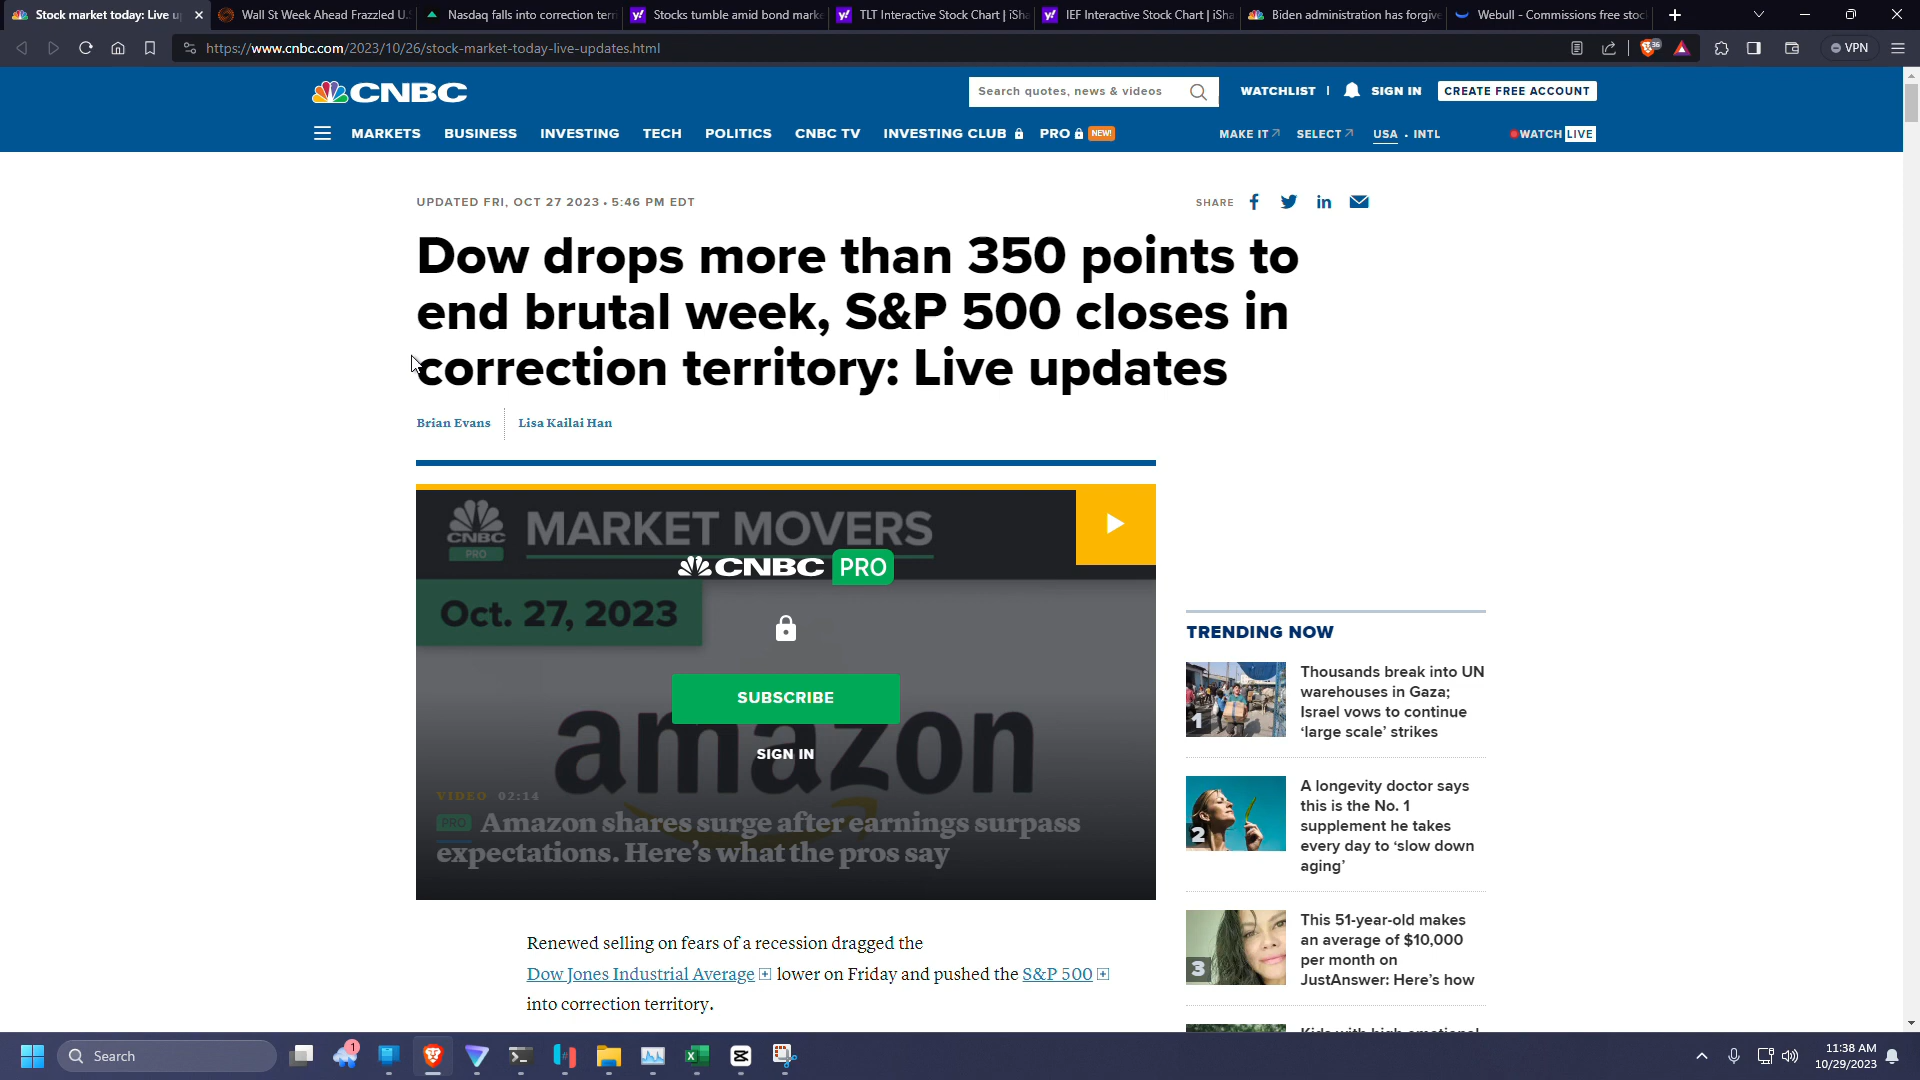 Stock market today: Live u
Wall St Week Ahead Frazzled U.
Nasdaq falls into correction terr
Stocks tumble amid bond marke
TLT Interactive Stock Chart | iSha
IEF Interactive Stock Chart | iSha
Biden administration has forgive
Webull - Commissions free stoc
https://www.cnbc.com/2023/10/26/stock-market-today-live-updates.html
36
VPN
CNBC
Search quotes, news & videos
WATCHLIST
SIGN IN
CREATE FREE ACCOUNT
MARKETS BUSINESS INVESTING TECH POLITICS CNBC TV INVESTING CLUB PRO NEW!
MAKE IT SELECT USA • INTL
WATCH LIVE
UPDATED FRI, OCT 27 2023 • 5:46 PM EDT
SHARE
Dow drops more than 350 points to
end brutal week, S&P 500 closes in
correction territory: Live updates
Brian Evans
Lisa Kailai Han
CNBC
PRO
MARKET MOVERS
CNBC PRO
Oct. 27, 2023
SUBSCRIBE
amazon
SIGN IN
VIDEO 02:14
PRO Amazon shares surge after earnings surpass
expectations. Here's what the pros say
Renewed selling on fears of a recession dragged the
Dow Jones Industrial Average lower on Friday and pushed the S&P 500
into correction territory.
TRENDING NOW
1
Thousands break into UN
warehouses in Gaza;
Israel vows to continue
‘large scale’ strikes
2
A longevity doctor says
this is the No. 1
supplement he takes
every day to ‘slow down
aging’
3
This 51-year-old makes
an average of $10,000
per month on
JustAnswer: Here's how
Kids with high emotional
Search
1
11:38 AM
10/29/2023